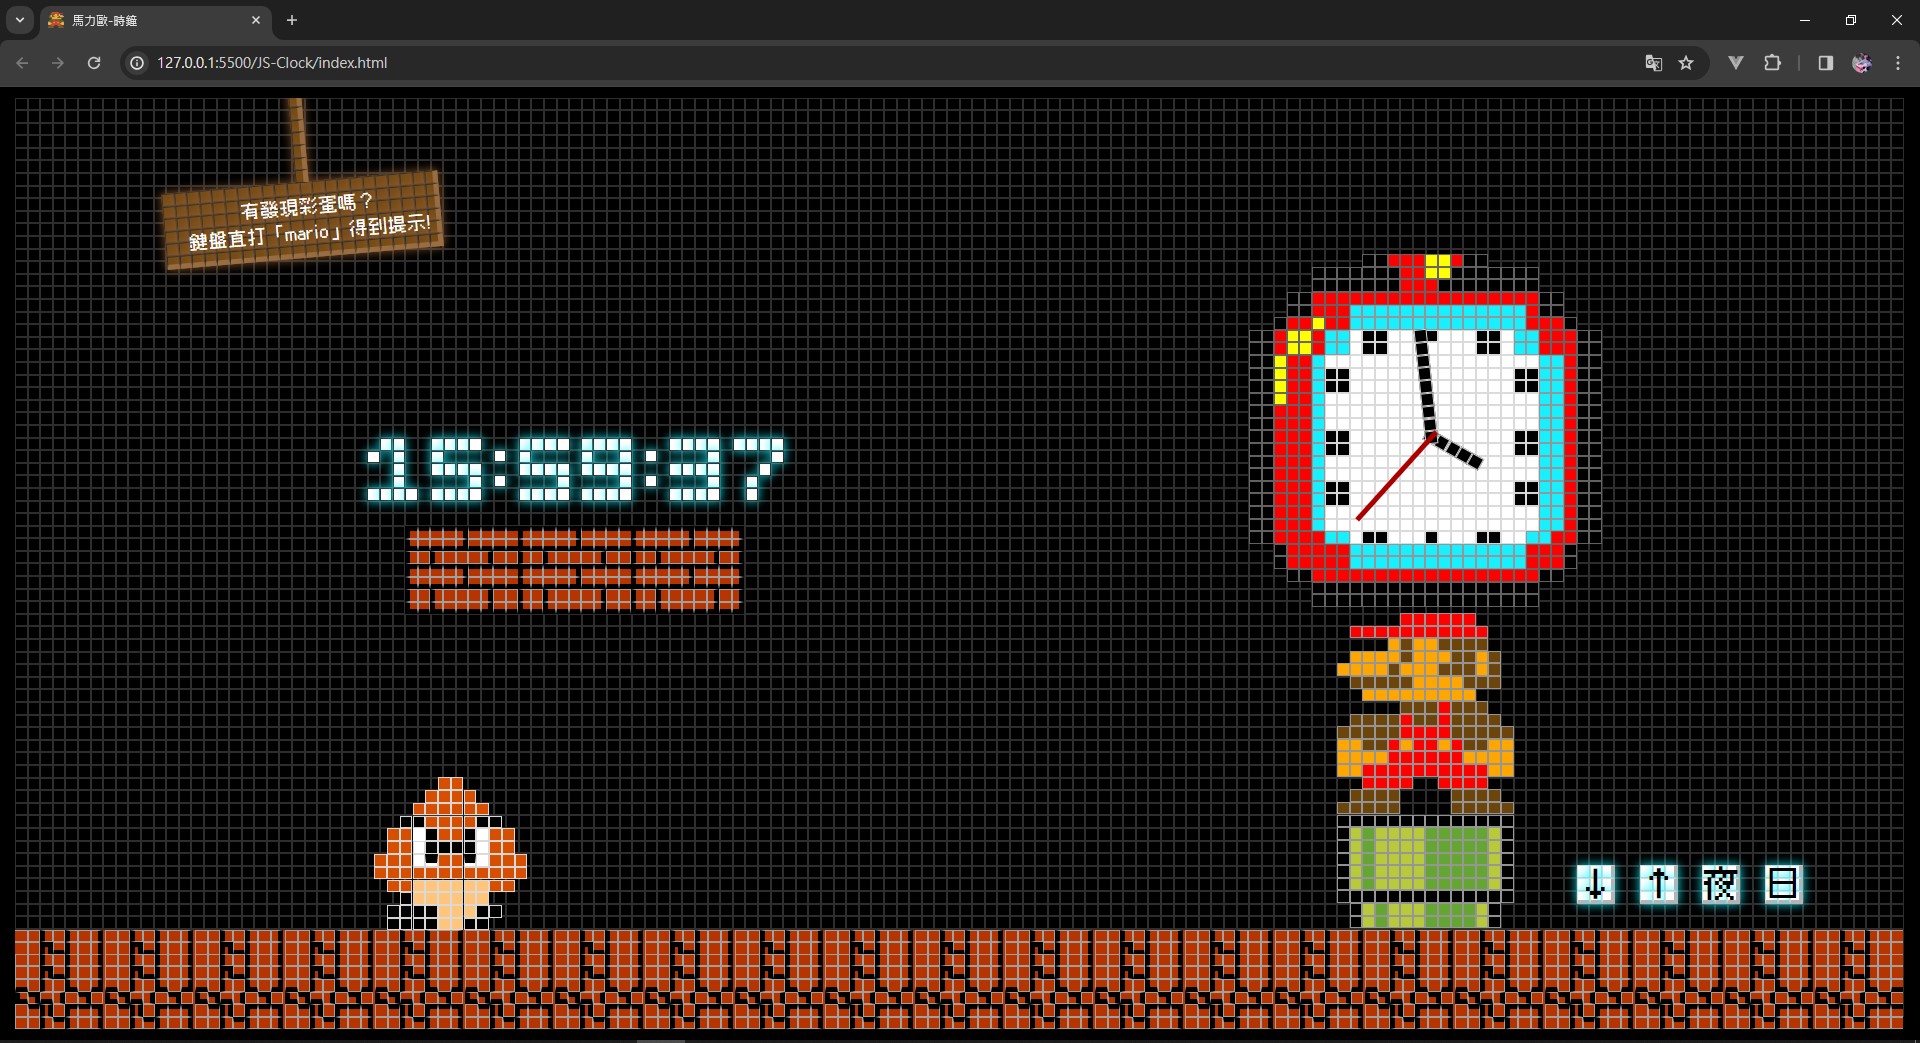 馬力歐-時鐘
127.0.0.1:5500/JS-Clock/index.html
有發現彩蛋嗎？
鍵盤直打「mario」得到提示!
15:59:37
↓ ↑ 夜 日